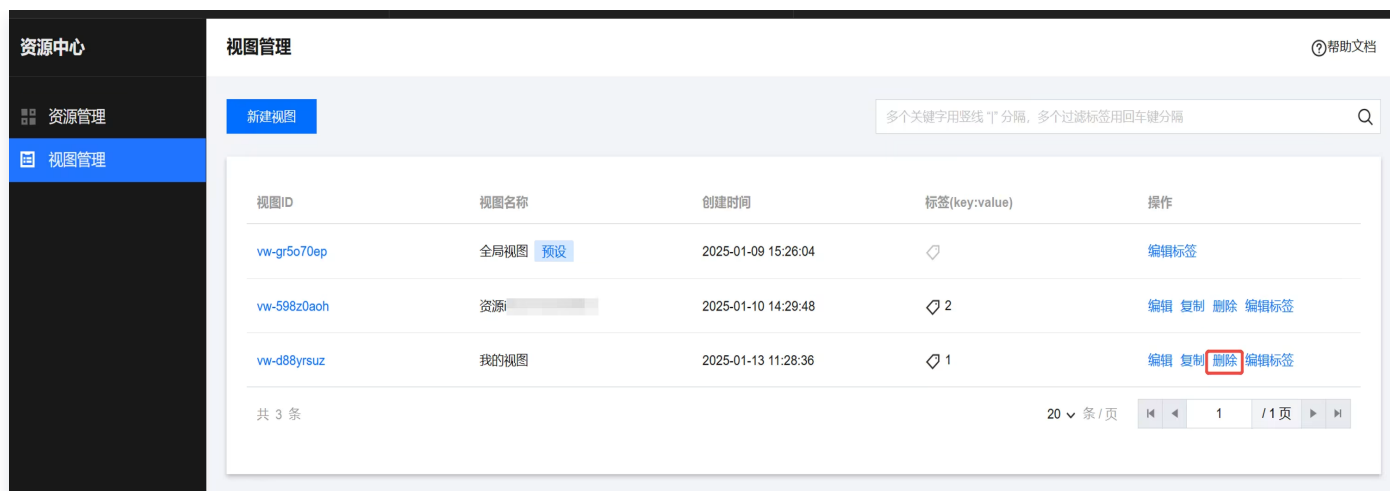 资源中心
视图管理
帮助文档
资源管理
视图管理
新建视图
多个关键字用竖线 "|" 分隔，多个过滤标签用回车键分隔
视图ID 视图名称 创建时间 标签(key:value) 操作
vw-gr5o70ep 全局视图 预设 2025-01-09 15:26:04 编辑标签
vw-598z0aoh 资源i 2025-01-10 14:29:48 2 编辑 复制 删除 编辑标签
vw-d88yrsuz 我的视图 2025-01-13 11:28:36 1 编辑 复制 删除 编辑标签
共 3 条 20 条 / 页 1 / 1 页